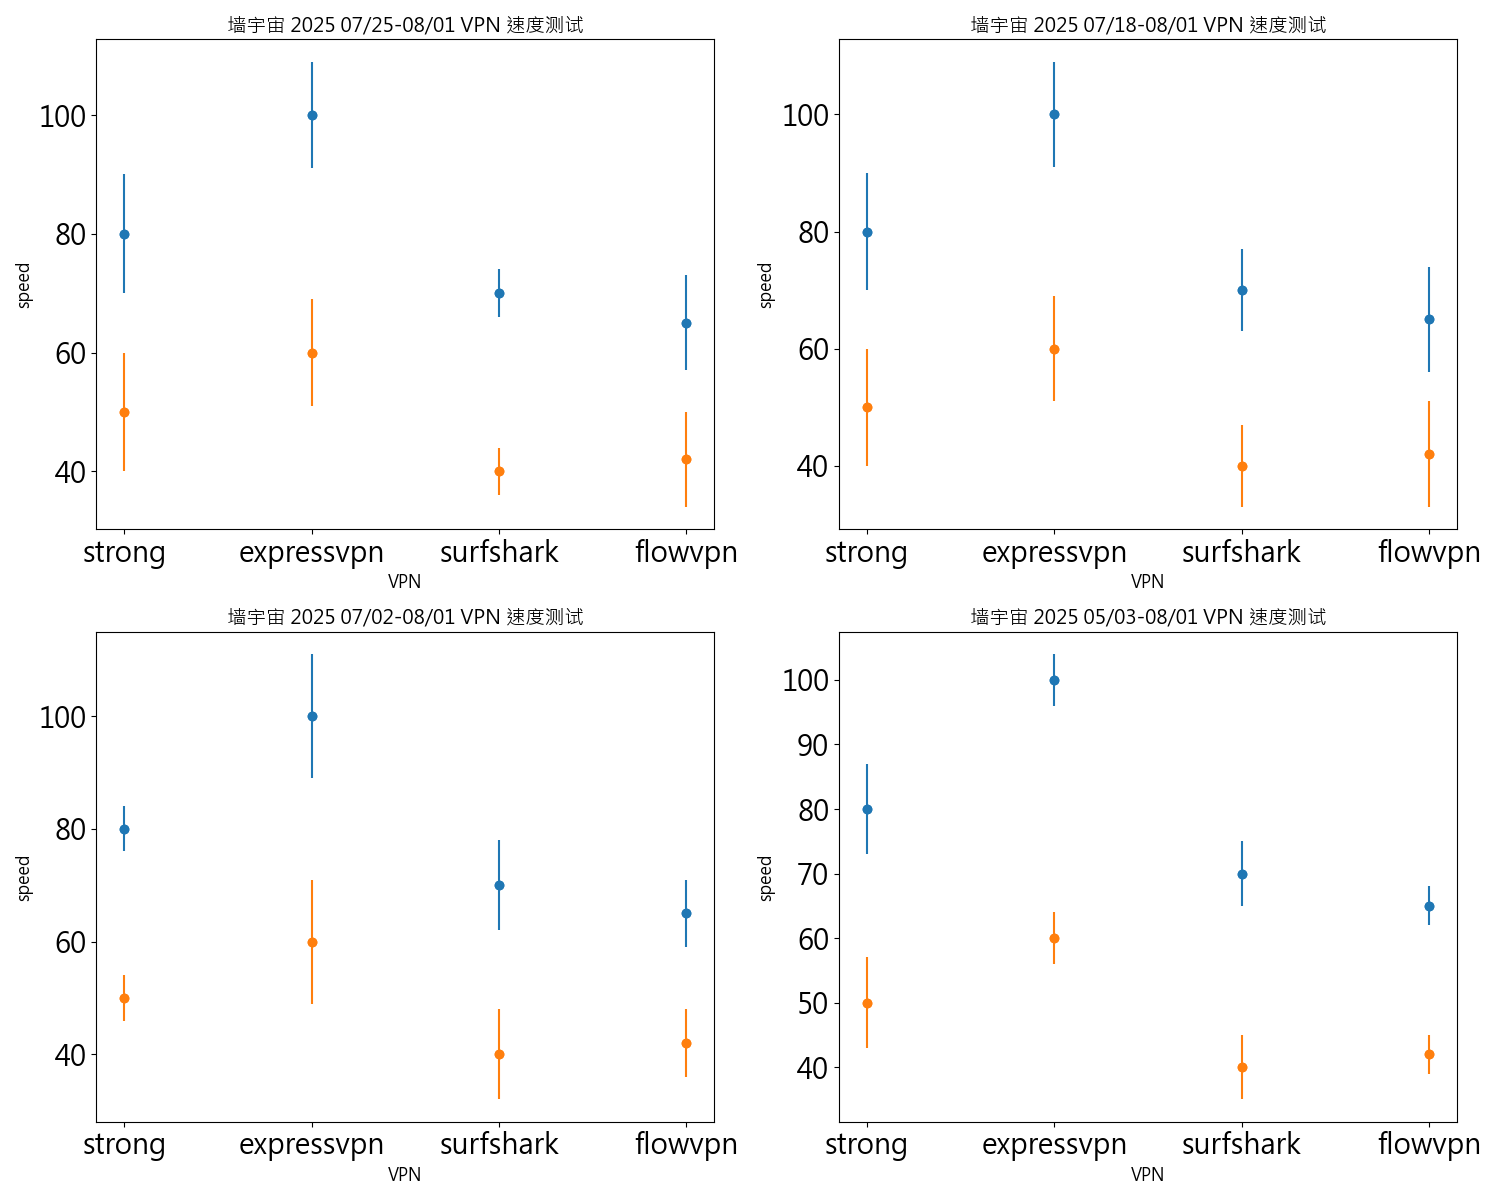 墙宇宙 2025 07/25-08/01 VPN 速度测试
100
80
60
40
speed
strong expressvpn surfshark flowvpn
VPN
墙宇宙 2025 07/18-08/01 VPN 速度测试
100
80
60
40
speed
strong expressvpn surfshark flowvpn
VPN
墙宇宙 2025 07/02-08/01 VPN 速度测试
100
80
60
40
speed
strong expressvpn surfshark flowvpn
VPN
墙宇宙 2025 05/03-08/01 VPN 速度测试
100
90
80
70
60
50
40
speed
strong expressvpn surfshark flowvpn
VPN